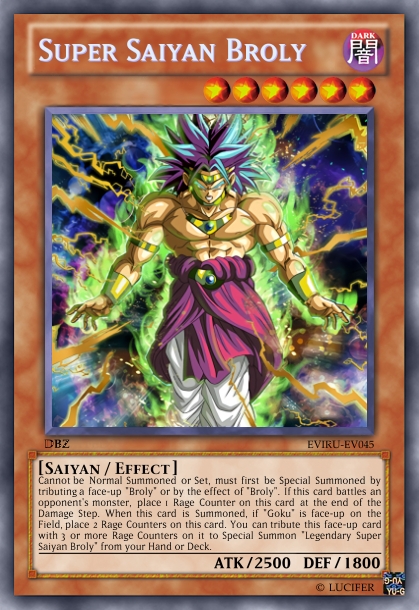 Super Saiyan Broly
DARK
闇
DBZ
EVIRU-EV045
[Saiyan / Effect]
Cannot be Normal Summoned or Set, must first be Special Summoned by
tributing a face-up "Broly" or by the effect of "Broly". If this card battles an
opponent's monster, place 1 Rage Counter on this card at the end of the
Damage Step. When this card is Summoned, if "Goku" is face-up on the
Field, place 2 Rage Counters on this card. You can tribute this face-up card
with 3 or more Rage Counters on it to Special Summon "Legendary Super
Saiyan Broly" from your Hand or Deck.
ATK/2500 DEF/1800
© LUCIFER